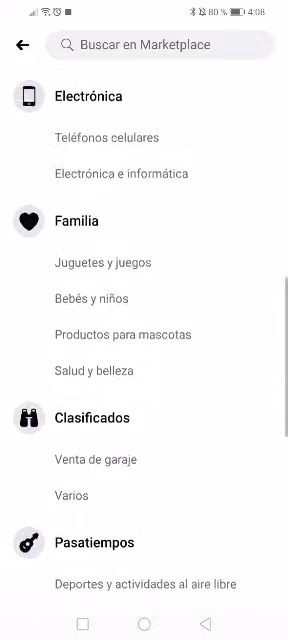 80 % 4:08
Buscar en Marketplace
Electrónica
Teléfonos celulares
Electrónica e informática
Familia
Juguetes y juegos
Bebés y niños
Productos para mascotas
Salud y belleza
Clasificados
Venta de garaje
Varios
Pasatiempos
Deportes y actividades al aire libre